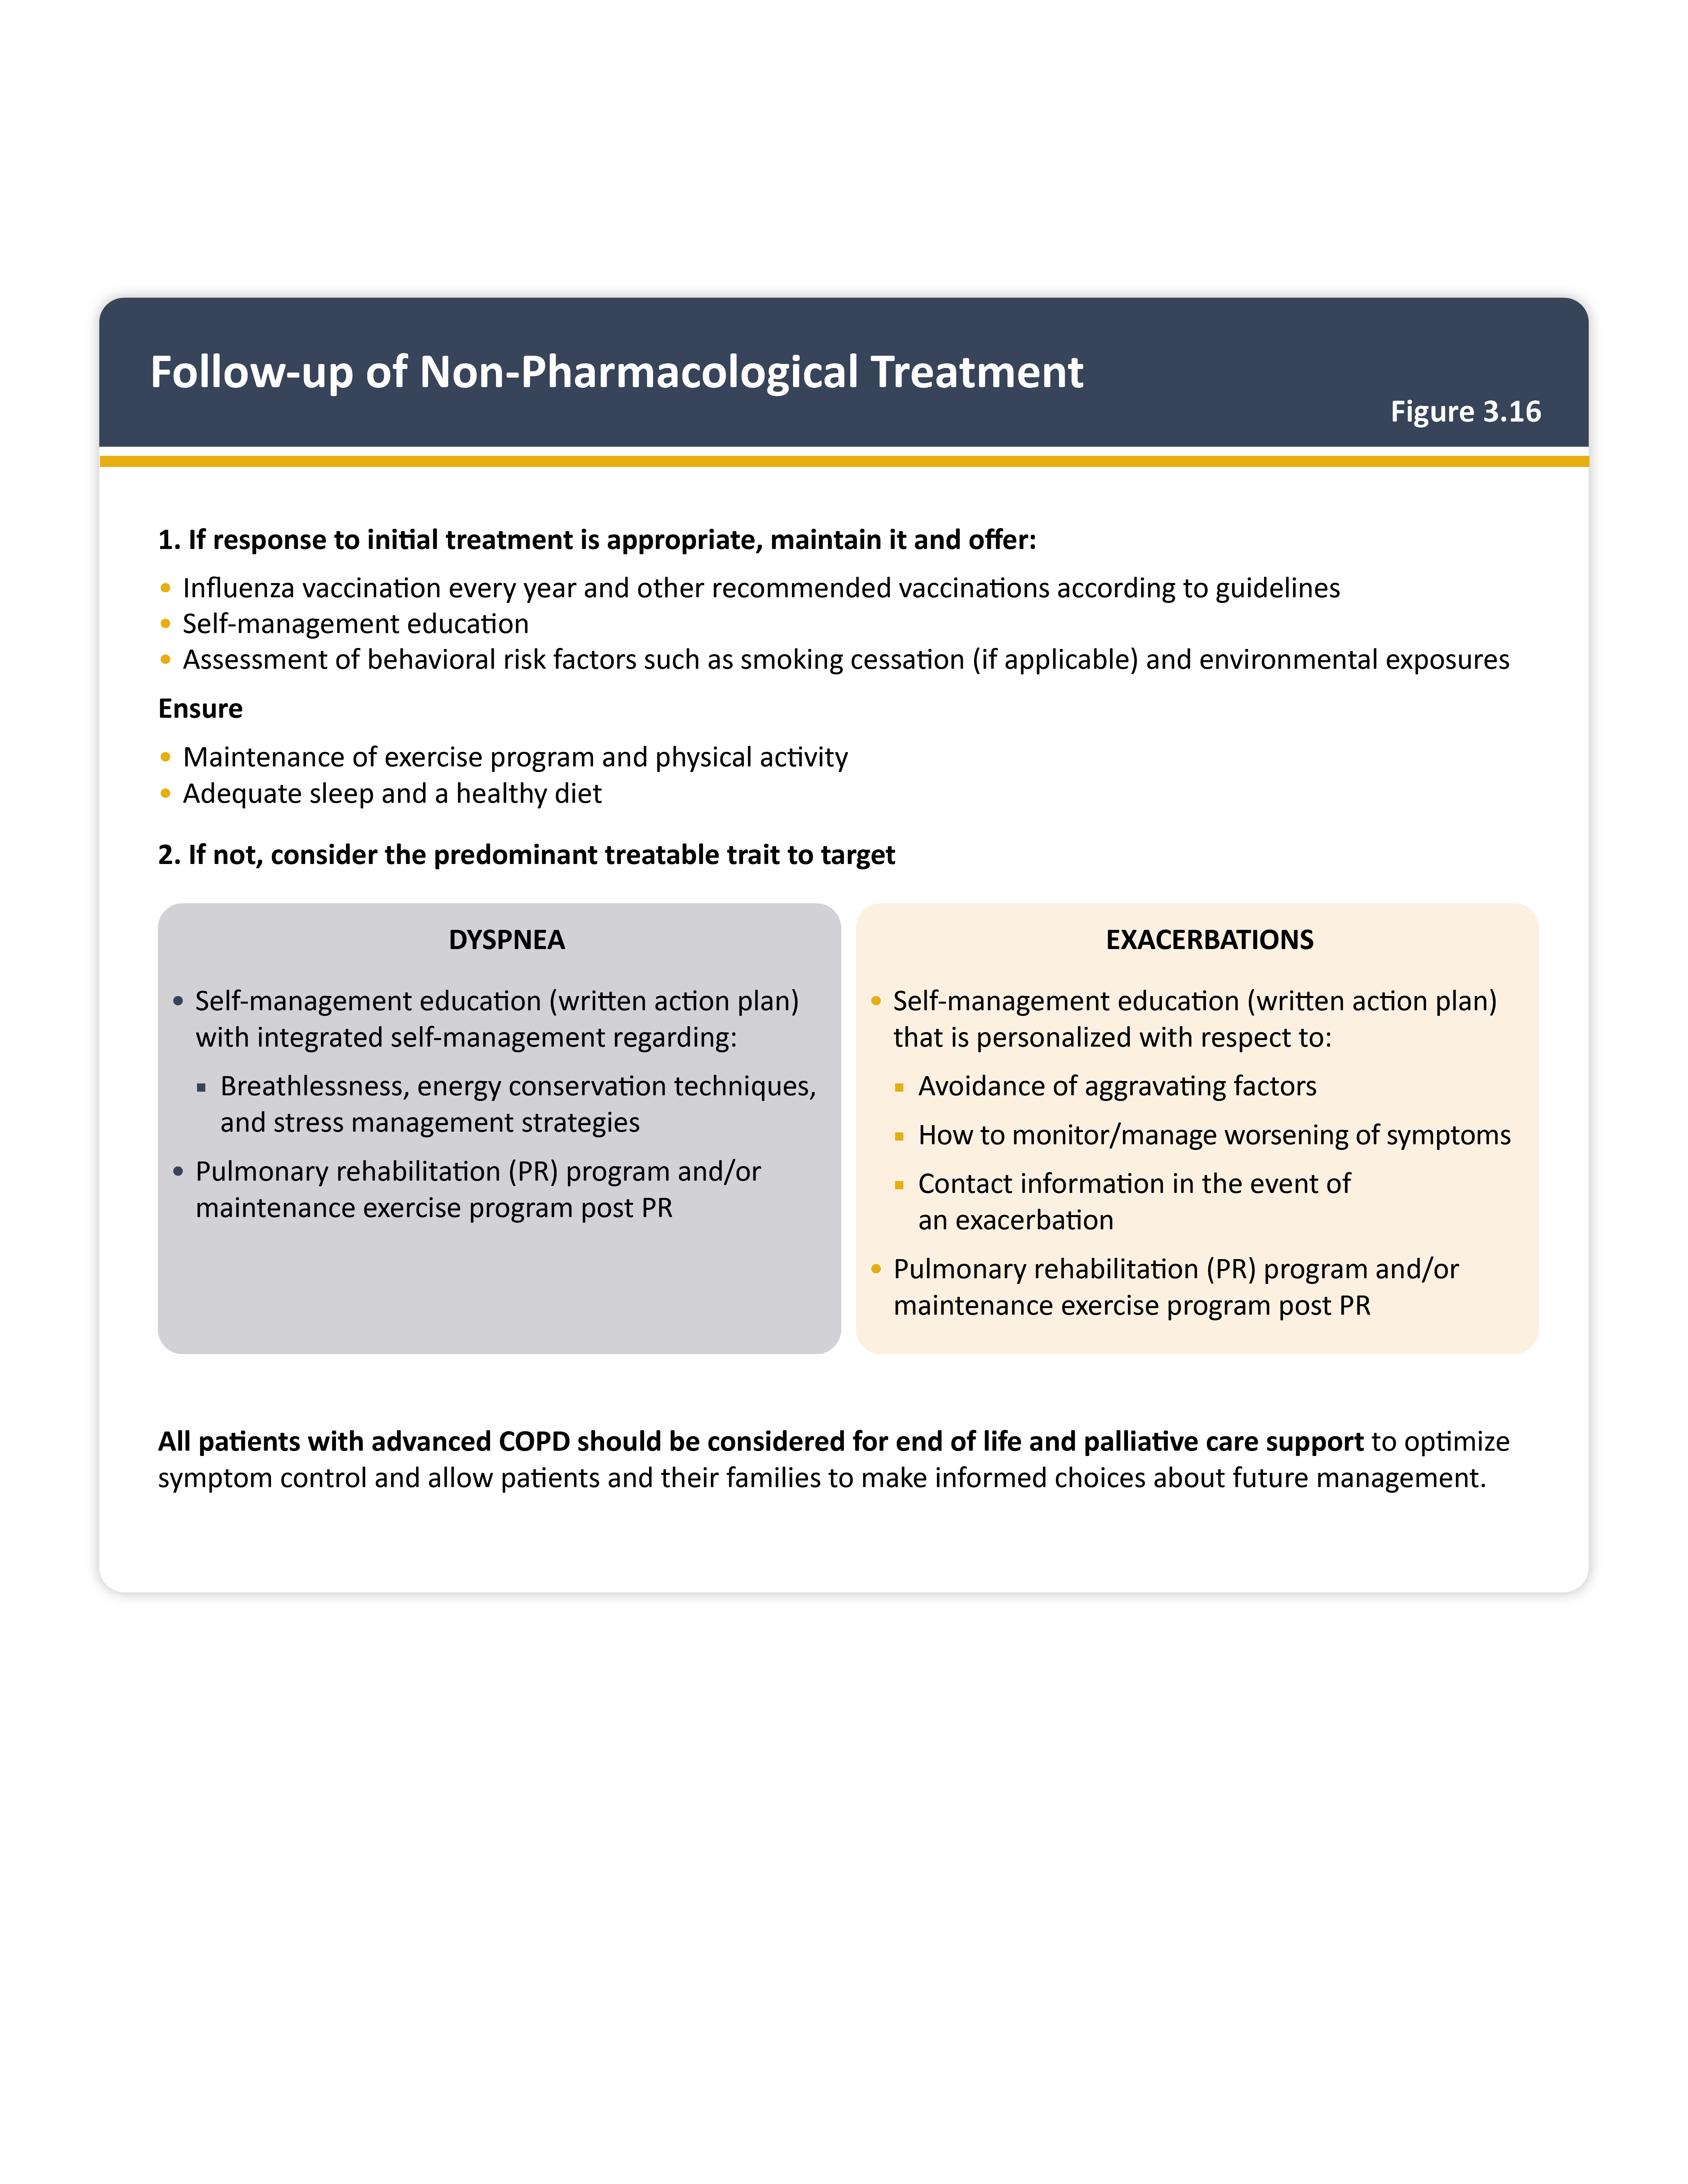 Follow-up of Non-Pharmacological Treatment
Figure 3.16
1. If response to initial treatment is appropriate, maintain it and offer:
• Influenza vaccination every year and other recommended vaccinations according to guidelines
• Self-management education
• Assessment of behavioral risk factors such as smoking cessation (if applicable) and environmental exposures
Ensure
• Maintenance of exercise program and physical activity
• Adequate sleep and a healthy diet
2. If not, consider the predominant treatable trait to target
DYSPNEA
• Self-management education (written action plan)
with integrated self-management regarding:
▪ Breathlessness, energy conservation techniques,
and stress management strategies
• Pulmonary rehabilitation (PR) program and/or
maintenance exercise program post PR
EXACERBATIONS
• Self-management education (written action plan)
that is personalized with respect to:
▪ Avoidance of aggravating factors
▪ How to monitor/manage worsening of symptoms
▪ Contact information in the event of
an exacerbation
• Pulmonary rehabilitation (PR) program and/or
maintenance exercise program post PR
All patients with advanced COPD should be considered for end of life and palliative care support to optimize
symptom control and allow patients and their families to make informed choices about future management.